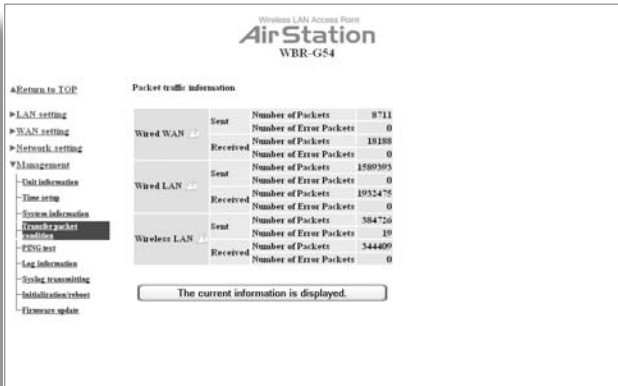 Wireless LAN Access Point
AirStation
WBR-G54
▲Return to TOP
▶LAN setting
▶WAN setting
▶Network setting
▼Management
Unit information
Time setup
System information
Transfer packet
condition
PING test
Log information
Syslog transmitting
Initialization/reboot
Firmware update
Packet traffic information
Wired WAN
Sent
Number of Packets 8711
Number of Error Packets 0
Received
Number of Packets 18188
Number of Error Packets 0
Wired LAN
Sent
Number of Packets 1589393
Number of Error Packets 0
Received
Number of Packets 1932475
Number of Error Packets 0
Wireless LAN
Sent
Number of Packets 384726
Number of Error Packets 19
Received
Number of Packets 344409
Number of Error Packets 0
The current information is displayed.